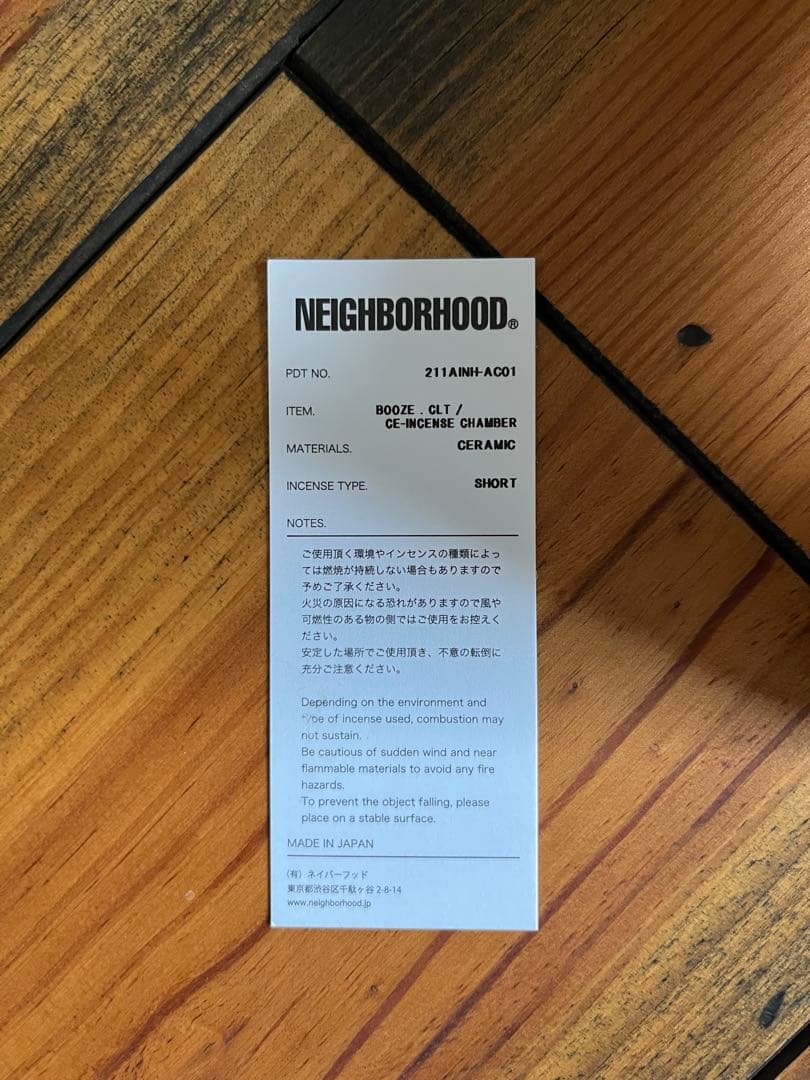 NEIGHBORHOOD®
PDT NO. 211AINH-AC01
ITEM. BOOZE . CLT /
CE-INCENSE CHAMBER
MATERIALS. CERAMIC
INCENSE TYPE. SHORT
NOTES.
ご使用頂く環境やインセンスの種類によっ
ては燃焼が持続しない場合もありますので
予めご了承ください。
火災の原因になる恐れがありますので風や
可燃性のある物の側ではご使用をお控えく
ださい。
安定した場所でご使用頂き、不意の転倒に
充分ご注意ください。
Depending on the environment and
type of incense used, combustion may
not sustain.
Be cautious of sudden wind and near
flammable materials to avoid any fire
hazards.
To prevent the object falling, please
place on a stable surface.
MADE IN JAPAN
(有) ネイバーフッド
東京都渋谷区千駄ヶ谷 2-8-14
www.neighborhood.jp